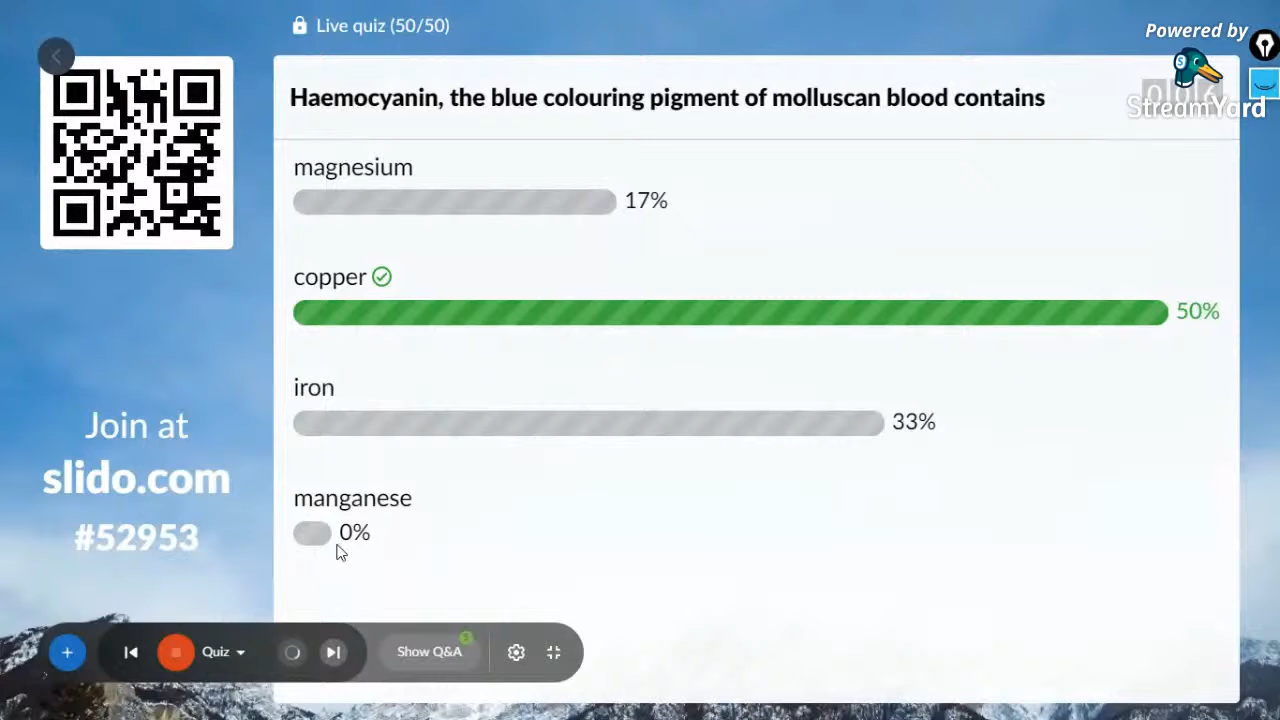 Live quiz (50/50)
Powered by
StreamYard
Haemocyanin, the blue colouring pigment of molluscan blood contains
magnesium
17%
copper
50%
iron
33%
manganese
0%
Join at
slido.com
#52953
Quiz
Show Q&A